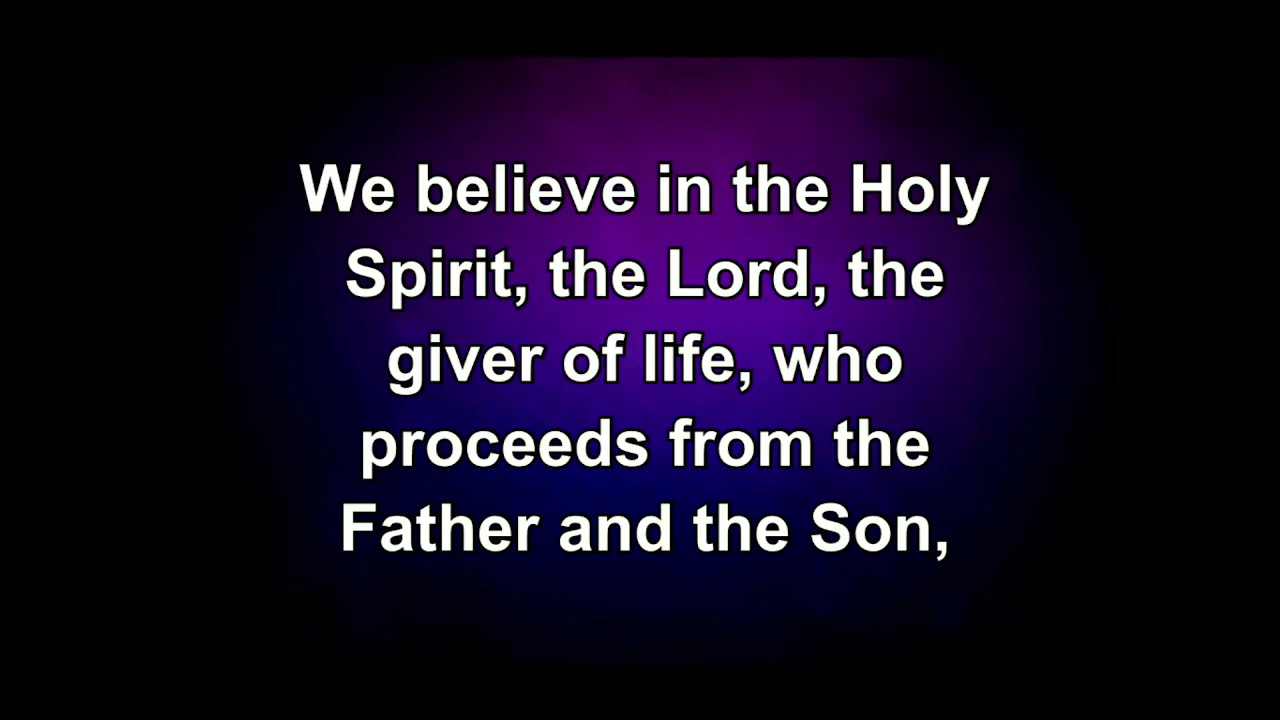 We believe in the Holy
Spirit, the Lord, the
giver of life, who
proceeds from the
Father and the Son,